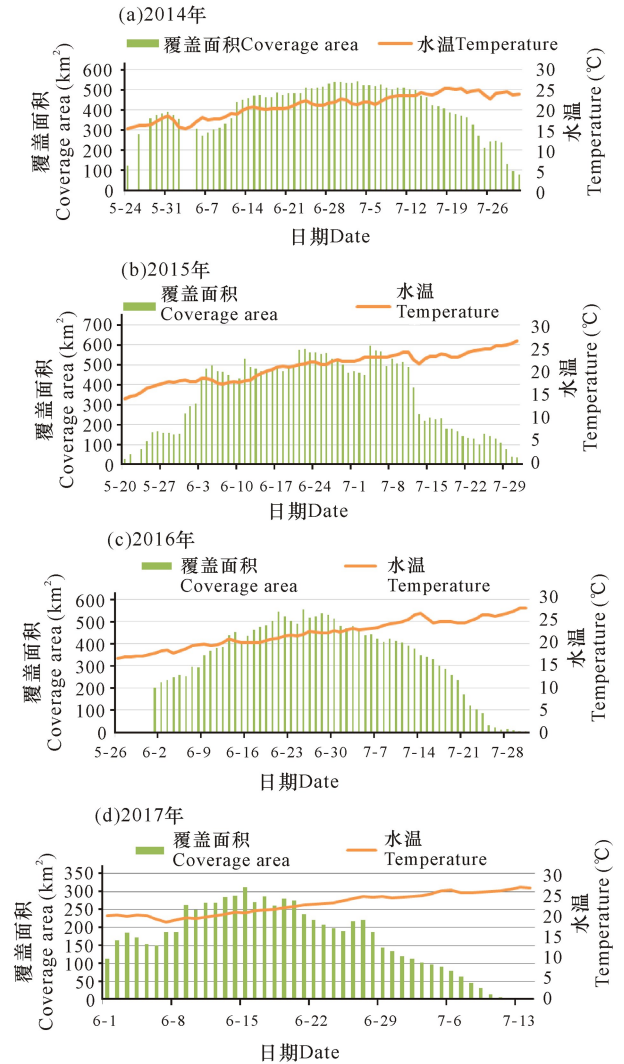 (a)2014年
覆盖面积Coverage area 水温Temperature
覆盖面积
Coverage area (km²)
600
500
400
300
200
100
0
30
25
20
15
10
5
0
水温
Temperature (℃)
5-24 5-31 6-7 6-14 6-21 6-28 7-5 7-12 7-19 7-26
日期Date
(b)2015年
覆盖面积
Coverage area
水温
Temperature
覆盖面积
Coverage area (km²)
700
600
500
400
300
200
100
0
30
25
20
15
10
5
0
水温
Temperature (℃)
5-20 5-27 6-3 6-10 6-17 6-24 7-1 7-8 7-15 7-22 7-29
日期Date
(c)2016年
覆盖面积
Coverage area
水温
Temperature
覆盖面积
Coverage area (km²)
600
500
400
300
200
100
0
30
25
20
15
10
5
0
水温
Temperature (℃)
5-26 6-2 6-9 6-16 6-23 6-30 7-7 7-14 7-21 7-28
日期Date
(d)2017年
覆盖面积
Coverage area
水温
Temperature
覆盖面积
Coverage area (km²)
350
300
250
200
150
100
50
0
30
25
20
15
10
5
0
水温
Temperature (℃)
6-1 6-8 6-15 6-22 6-29 7-6 7-13
日期Date